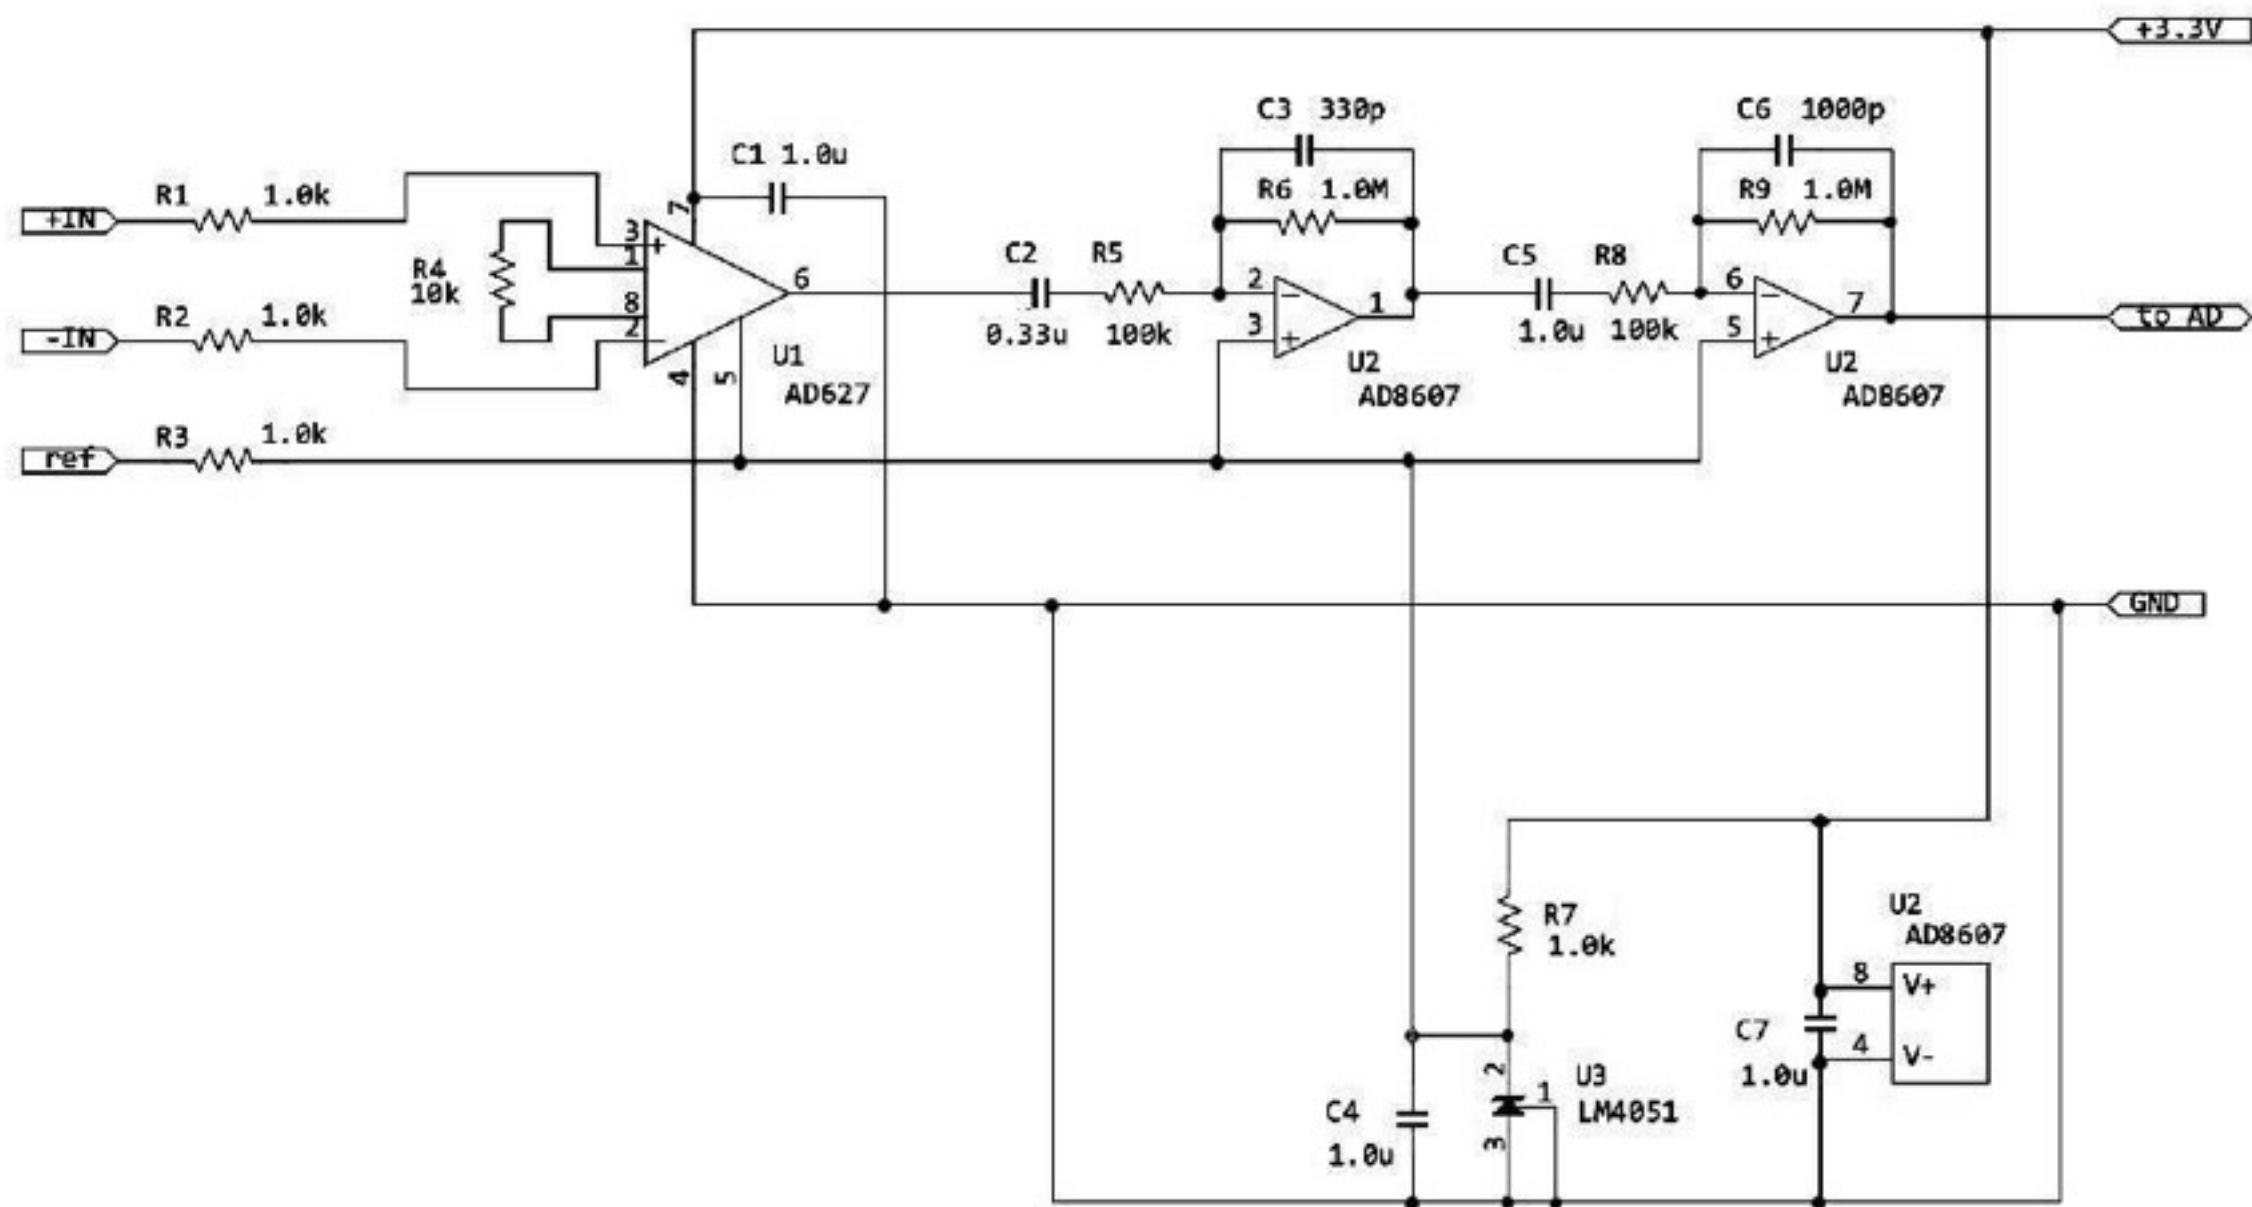 +3.3V
C3 330p
C6 1000p
C1 1.0u
R1 1.0k
R6 1.0M
R9 1.0M
+IN
7
3
+
1
C2
R5
C5
R8
R4
10k
6
2
−
6
−
8
1
7
R2 1.0k
0.33u
100k
3
+
1.0u
100k
5
+
to AD
-IN
2
−
U1
U2
U2
4
5
AD627
AD8607
AD8607
R3 1.0k
ref
GND
U2
R7
AD8607
1.0k
8
V+
C7
4
V-
2
U3
1.0u
1
C4
LM4051
3
1.0u